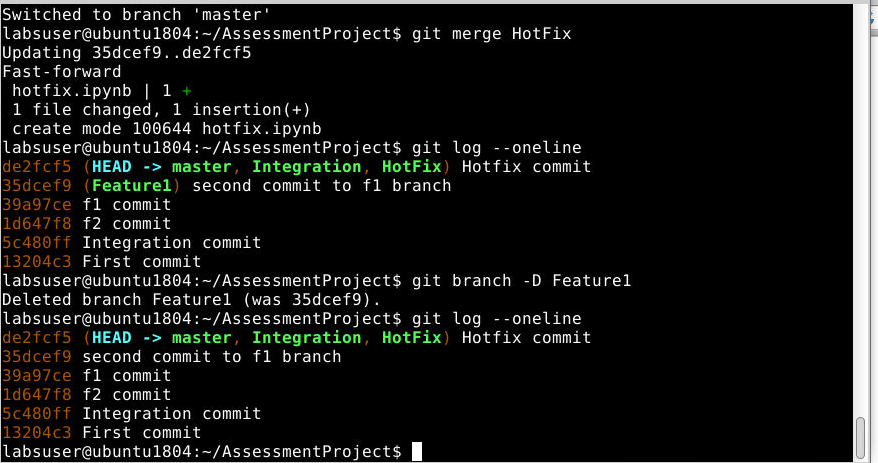 Switched to branch 'master'
labsuser@ubuntu1804:~/AssessmentProject$ git merge HotFix
Updating 35dcef9..de2fcf5
Fast-forward
 hotfix.ipynb | 1 +
 1 file changed, 1 insertion(+)
 create mode 100644 hotfix.ipynb
labsuser@ubuntu1804:~/AssessmentProject$ git log --oneline
de2fcf5 (HEAD -> master, Integration, HotFix) Hotfix commit
35dcef9 (Feature1) second commit to f1 branch
39a97ce f1 commit
1d647f8 f2 commit
5c480ff Integration commit
13204c3 First commit
labsuser@ubuntu1804:~/AssessmentProject$ git branch -D Feature1
Deleted branch Feature1 (was 35dcef9).
labsuser@ubuntu1804:~/AssessmentProject$ git log --oneline
de2fcf5 (HEAD -> master, Integration, HotFix) Hotfix commit
35dcef9 second commit to f1 branch
39a97ce f1 commit
1d647f8 f2 commit
5c480ff Integration commit
13204c3 First commit
labsuser@ubuntu1804:~/AssessmentProject$